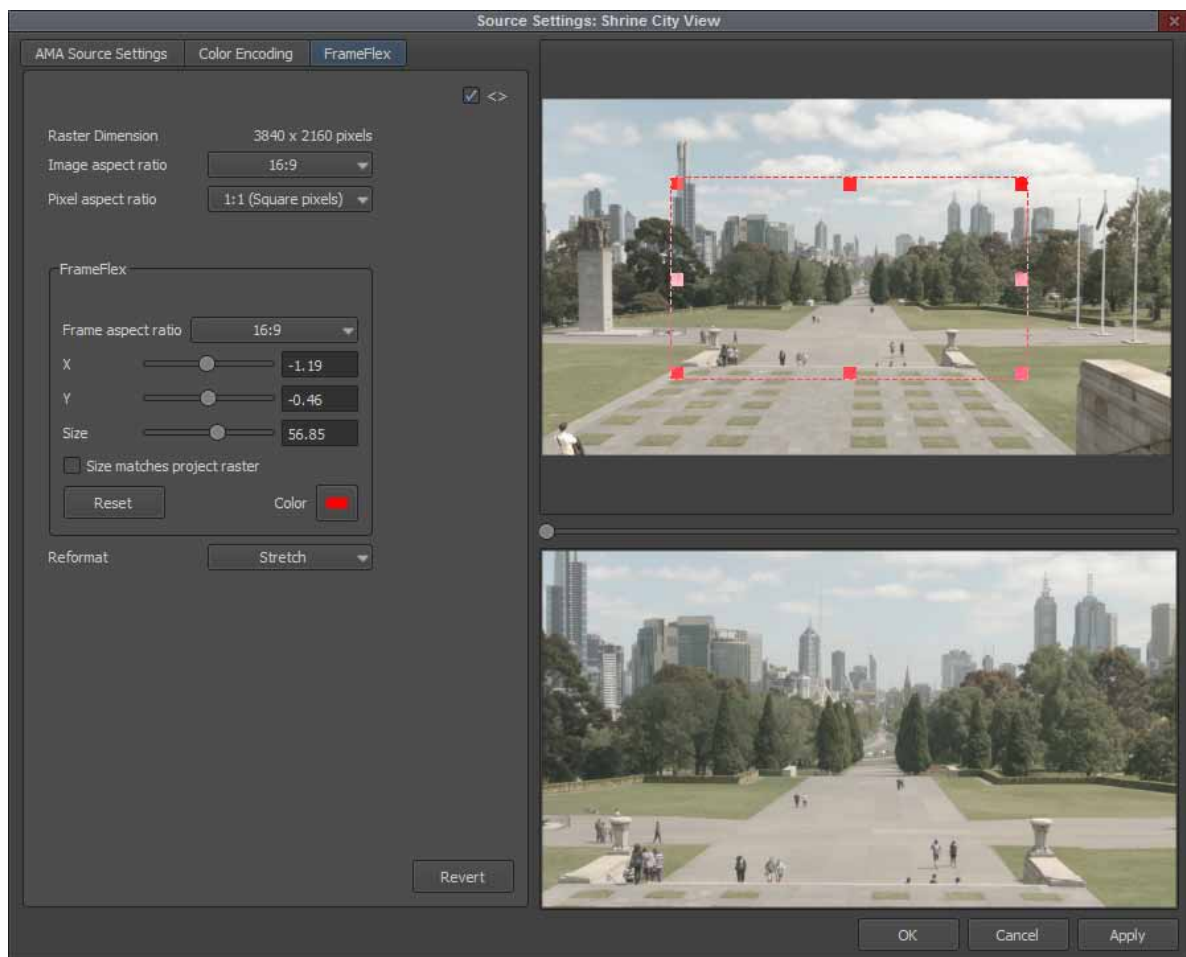 Source Settings: Shrine City View
AMA Source Settings Color Encoding FrameFlex
<>
Raster Dimension 3840 x 2160 pixels
Image aspect ratio 16:9
Pixel aspect ratio 1:1 (Square pixels)
FrameFlex
Frame aspect ratio 16:9
X -1.19
Y -0.46
Size 56.85
Size matches project raster
Reset Color
Reformat Stretch
Revert
OK Cancel Apply